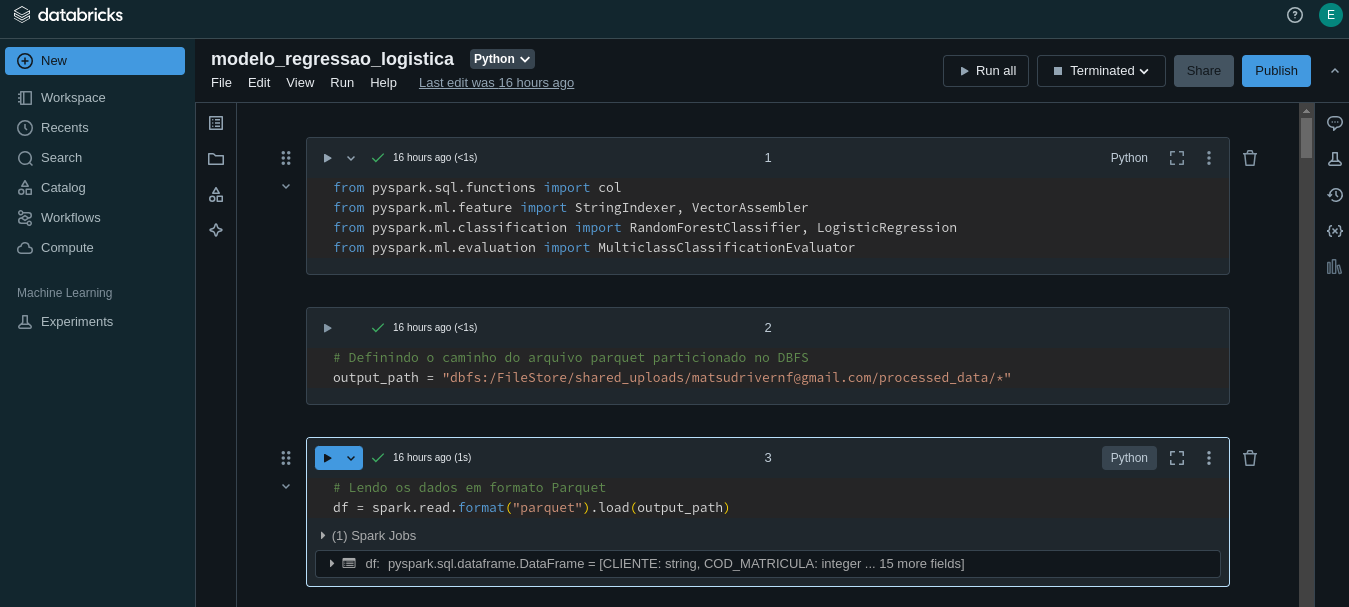 databricks
E
New
Workspace
Recents
Search
Catalog
Workflows
Compute
Machine Learning
Experiments
modelo_regressao_logistica Python
File Edit View Run Help Last edit was 16 hours ago
Run all Terminated Share Publish
16 hours ago (<1s) 1 Python
from pyspark.sql.functions import col
from pyspark.ml.feature import StringIndexer, VectorAssembler
from pyspark.ml.classification import RandomForestClassifier, LogisticRegression
from pyspark.ml.evaluation import MulticlassClassificationEvaluator
16 hours ago (<1s) 2
# Definindo o caminho do arquivo parquet particionado no DBFS
output_path = "dbfs:/FileStore/shared_uploads/matsudrivernf@gmail.com/processed_data/*"
16 hours ago (1s) 3 Python
# Lendo os dados em formato Parquet
df = spark.read.format("parquet").load(output_path)
(1) Spark Jobs
df: pyspark.sql.dataframe.DataFrame = [CLIENTE: string, COD_MATRICULA: integer ... 15 more fields]